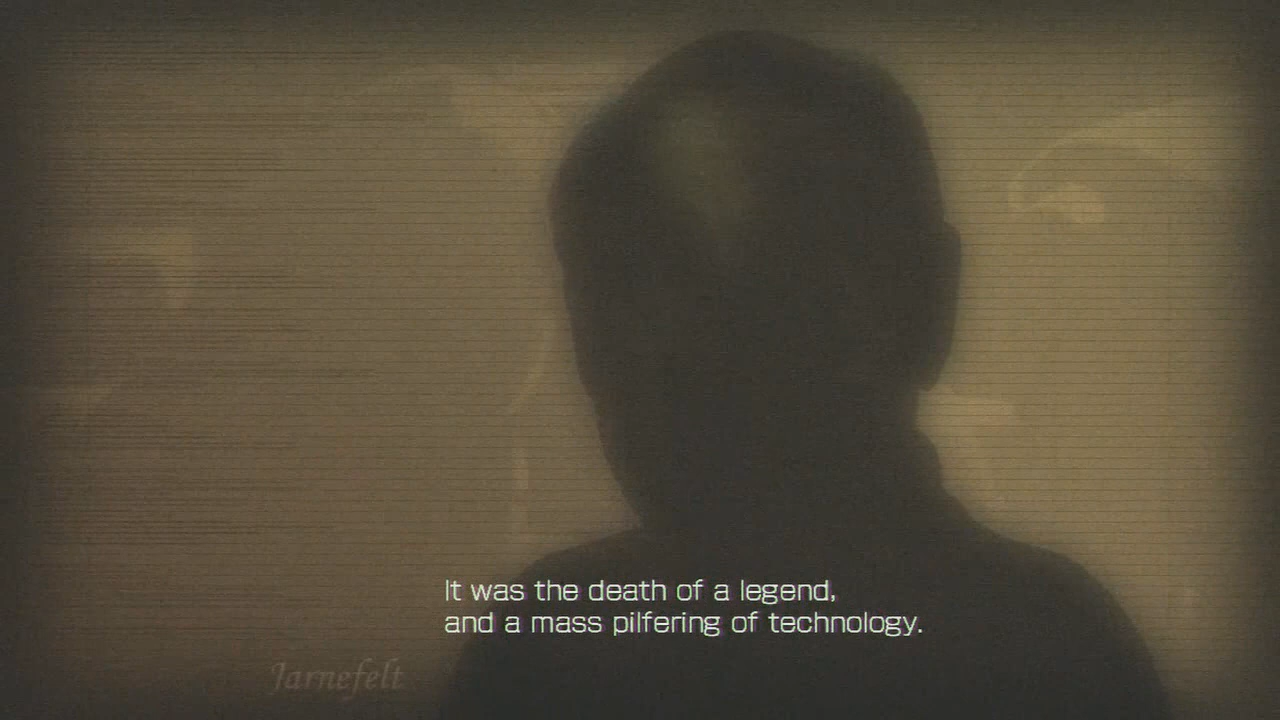 It was the death of a legend,
and a mass pilfering of technology.
Jarnefelt